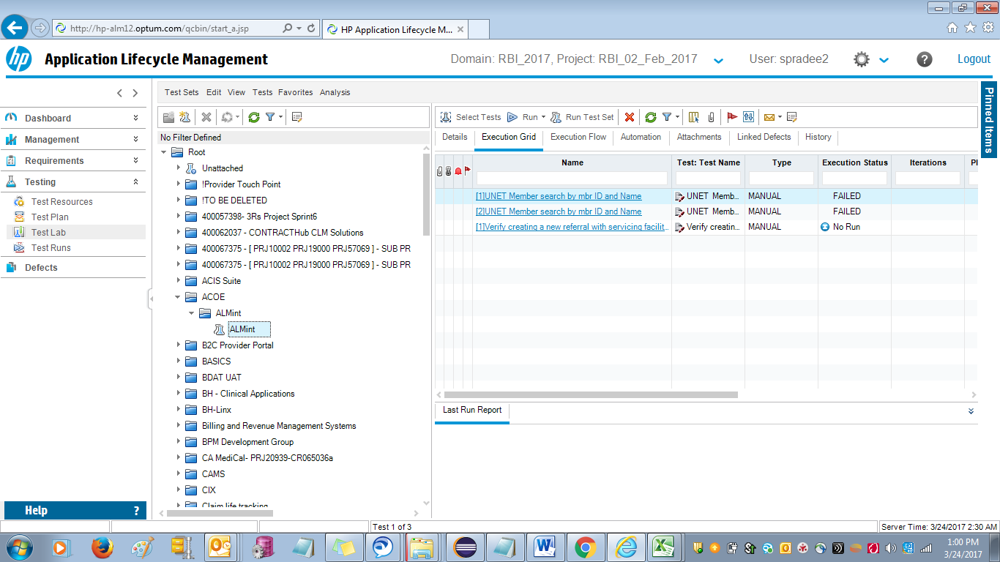 http://hp-alm12.optum.com/qcbin/start_a.jsp
HP Application Lifecycle M...
hp
Application Lifecycle Management
Domain: RBI_2017, Project: RBI_02_Feb_2017
User: spradee2
?
Logout
Test Sets Edit View Tests Favorites Analysis
Pinned Items
Dashboard
Management
Requirements
Testing
Test Resources
Test Plan
Test Lab
Test Runs
Defects
Help ?
No Filter Defined
Root
Unattached
!Provider Touch Point
!TO BE DELETED
400057398- 3Rs Project Sprint6
400062037 - CONTRACTHub CLM Solutions
400067375 - [ PRJ10002 PRJ19000 PRJ57069 ] - SUB PR
400067375 - [ PRJ10002 PRJ19000 PRJ57069 ] - SUB PR
ACIS Suite
ACOE
ALMint
ALMint
B2C Provider Portal
BASICS
BDAT UAT
BH - Clinical Applications
BH-Linx
Billing and Revenue Management Systems
BPM Development Group
CA MediCal- PRJ20939-CR065036a
CAMS
CIX
Claim life tracking
Select Tests Run Run Test Set
Details Execution Grid Execution Flow Automation Attachments Linked Defects History
Name Test: Test Name Type Execution Status Iterations Pl
[1]UNET Member search by mbr ID and Name UNET Memb... MANUAL FAILED
[2]UNET Member search by mbr ID and Name UNET Memb... MANUAL FAILED
[1]Verify creating a new referral with servicing facilit... Verify creatin... MANUAL No Run
Last Run Report
Test 1 of 3
Server Time: 3/24/2017 2:30 AM
1:00 PM
3/24/2017